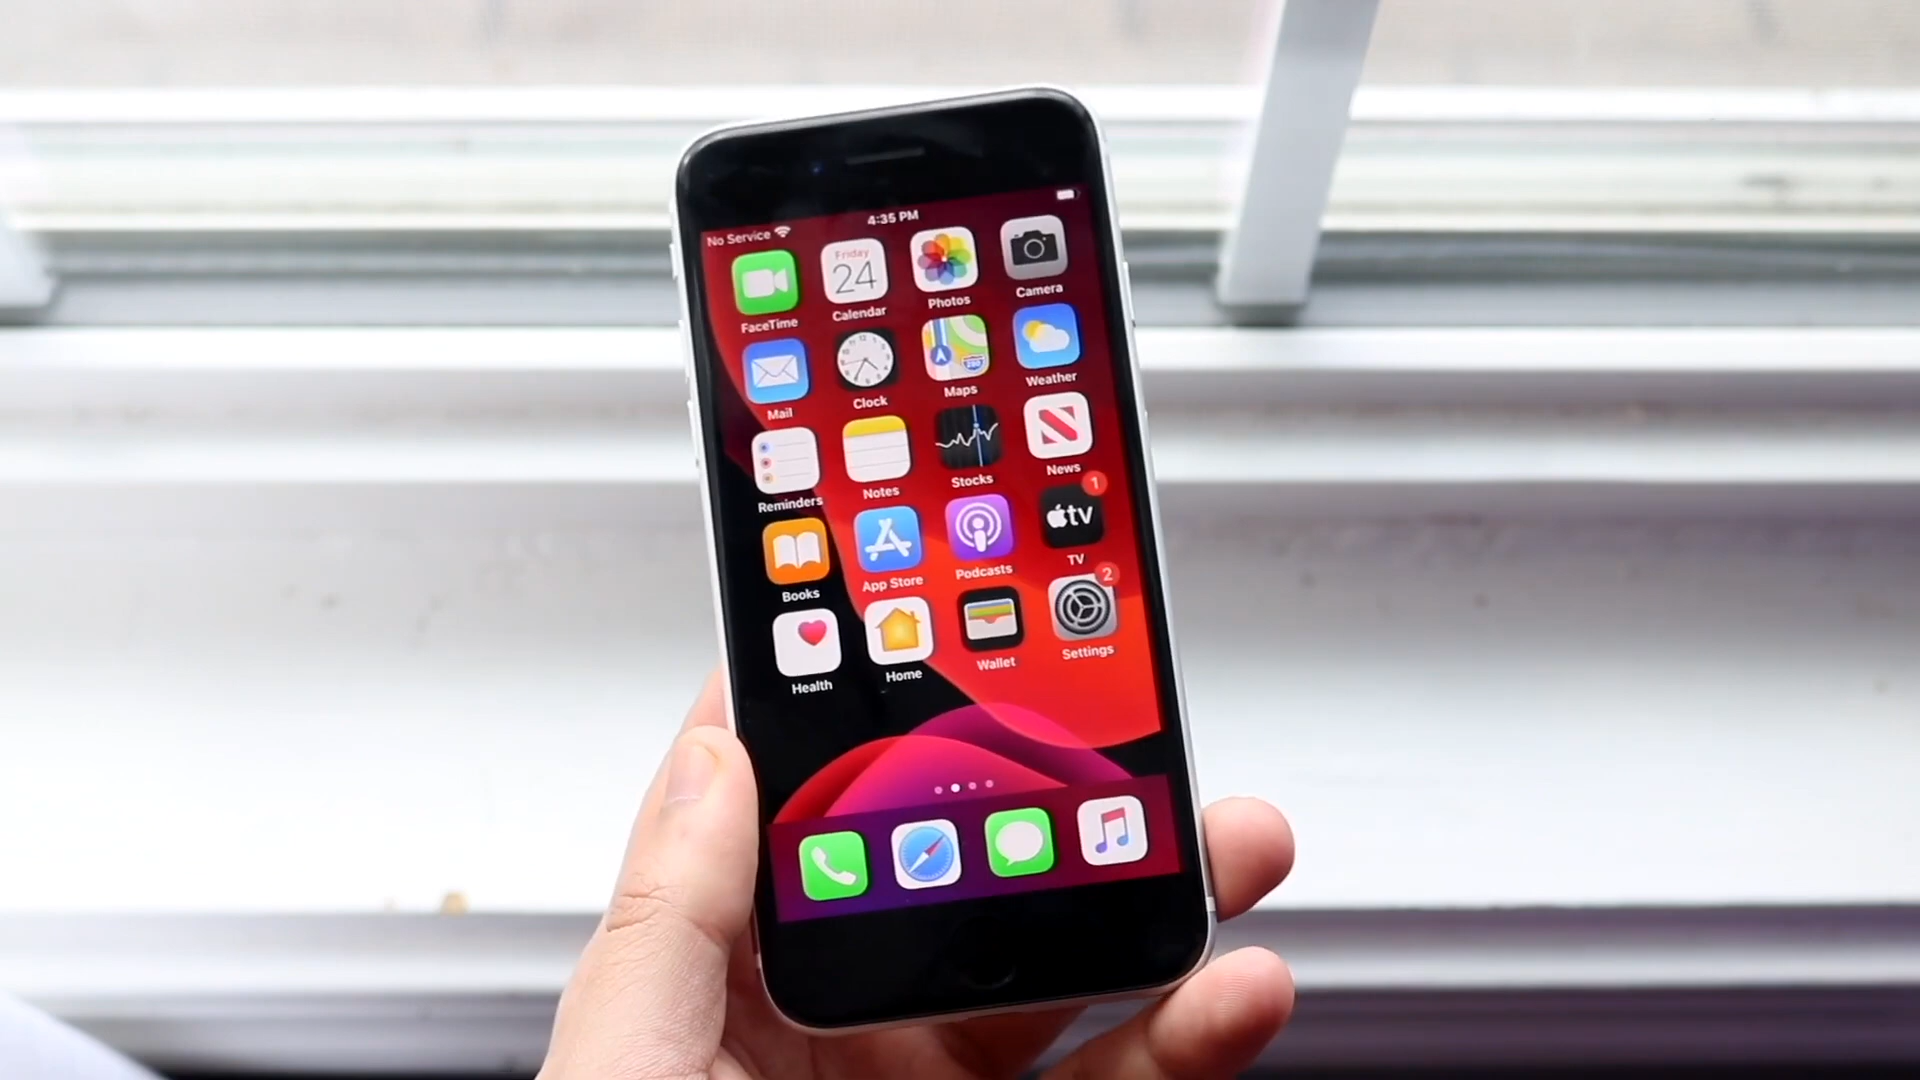 No Service 4:35 PM
Friday
24
FaceTime Calendar Photos Camera
280
Mail Clock Maps Weather
Reminders Notes Stocks News
1
tv
Books App Store Podcasts TV
2
Health Home Wallet Settings